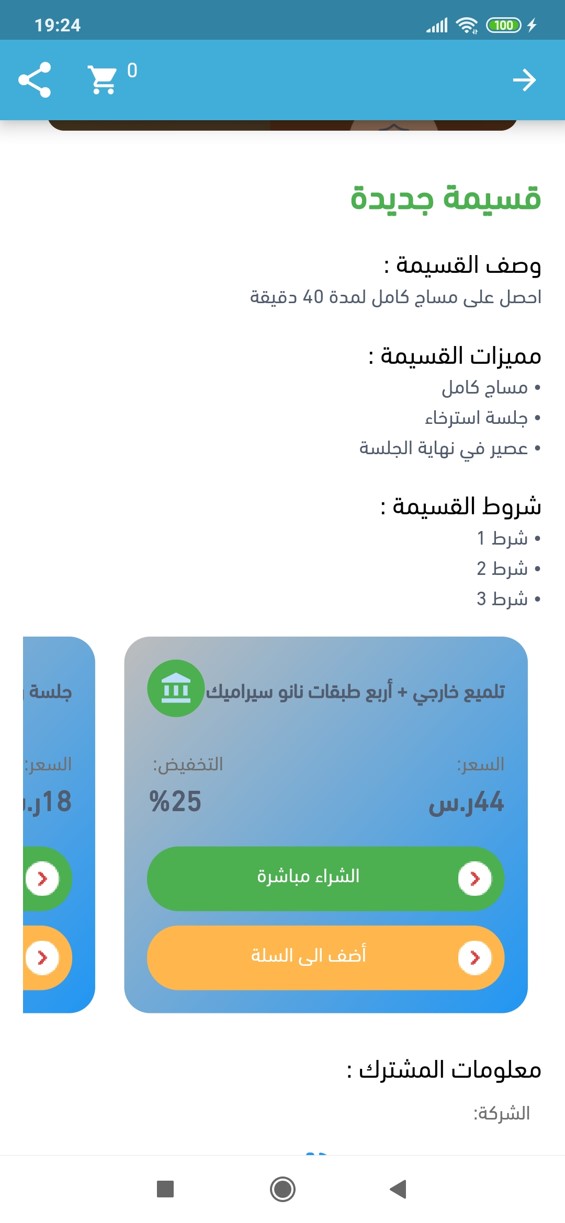 19:24
100
0
قسيمة جديدة
وصف القسيمة :
احصل على مساج كامل لمدة 40 دقيقة
مميزات القسيمة :
• مساج كامل
• جلسة استرخاء
• عصير في نهاية الجلسة
شروط القسيمة :
• شرط 1
• شرط 2
• شرط 3
تلميع خارجي + أربع طبقات نانو سيراميك
السعر:
التخفيض:
44ر.س
%25
الشراء مباشرة
أضف الى السلة
جلسة
السعر:
18ر.
معلومات المشترك :
الشركة: